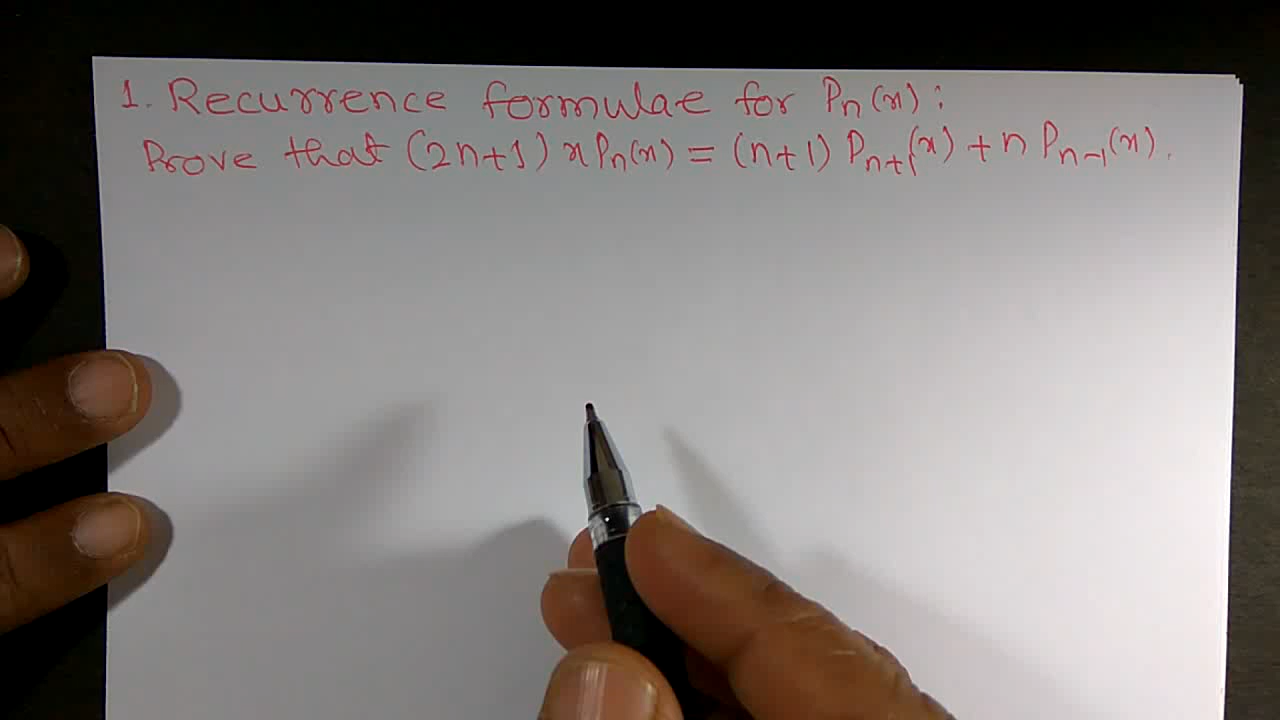 1. Recurrence formulae for Pn(x):
Prove that (2n+1) x Pn(x) = (n+1) Pn+1(x) + n Pn-1(x).